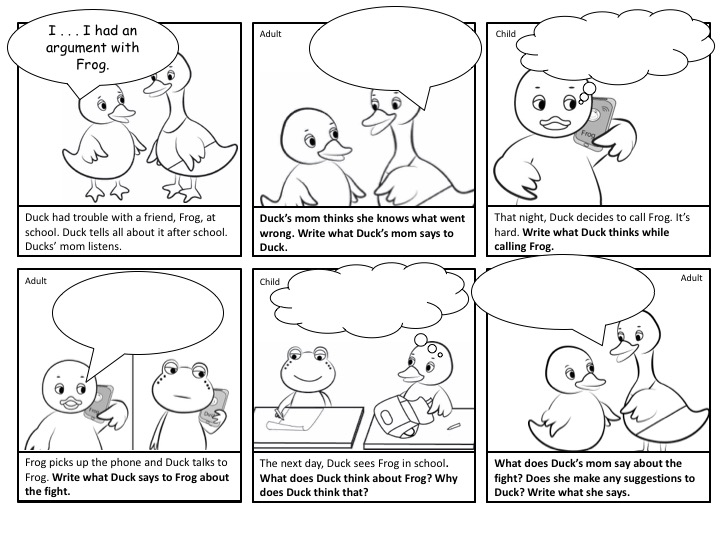 I . . . I had an
argument with
Frog.
Duck had trouble with a friend, Frog, at
school. Duck tells all about it after school.
Ducks’ mom listens.
Adult
Duck’s mom thinks she knows what went
wrong. Write what Duck’s mom says to
Duck.
Child
Frog
That night, Duck decides to call Frog. It’s
hard. Write what Duck thinks while
calling Frog.
Adult
Frog
Frog picks up the phone and Duck talks to
Frog. Write what Duck says to Frog about
the fight.
Child
The next day, Duck sees Frog in school.
What does Duck think about Frog? Why
does Duck think that?
Adult
What does Duck’s mom say about the
fight? Does she make any suggestions to
Duck? Write what she says.